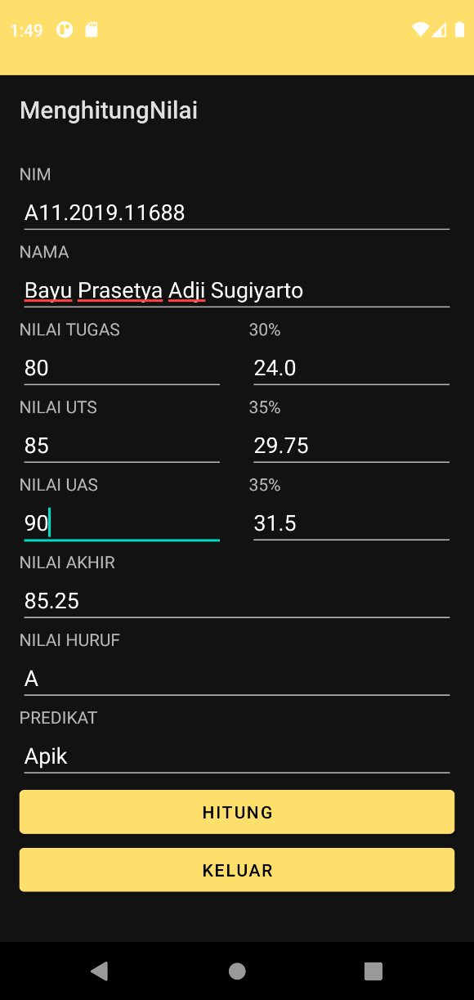 1:49
MenghitungNilai
NIM
A11.2019.11688
NAMA
Bayu Prasetya Adji Sugiyarto
NILAI TUGAS 30%
80 24.0
NILAI UTS 35%
85 29.75
NILAI UAS 35%
90 31.5
NILAI AKHIR
85.25
NILAI HURUF
A
PREDIKAT
Apik
HITUNG
KELUAR